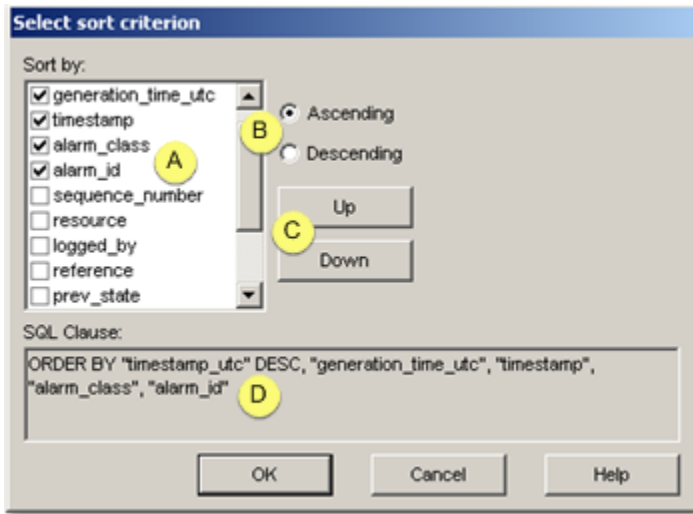 Select sort criterion
Sort by:
generation_time_utc
timestamp
alarm_class
alarm_id
sequence_number
resource
logged_by
reference
prev_state
A
B
Ascending
Descending
C
Up
Down
SQL Clause:
ORDER BY "timestamp_utc" DESC, "generation_time_utc", "timestamp",
"alarm_class", "alarm_id"
D
OK
Cancel
Help